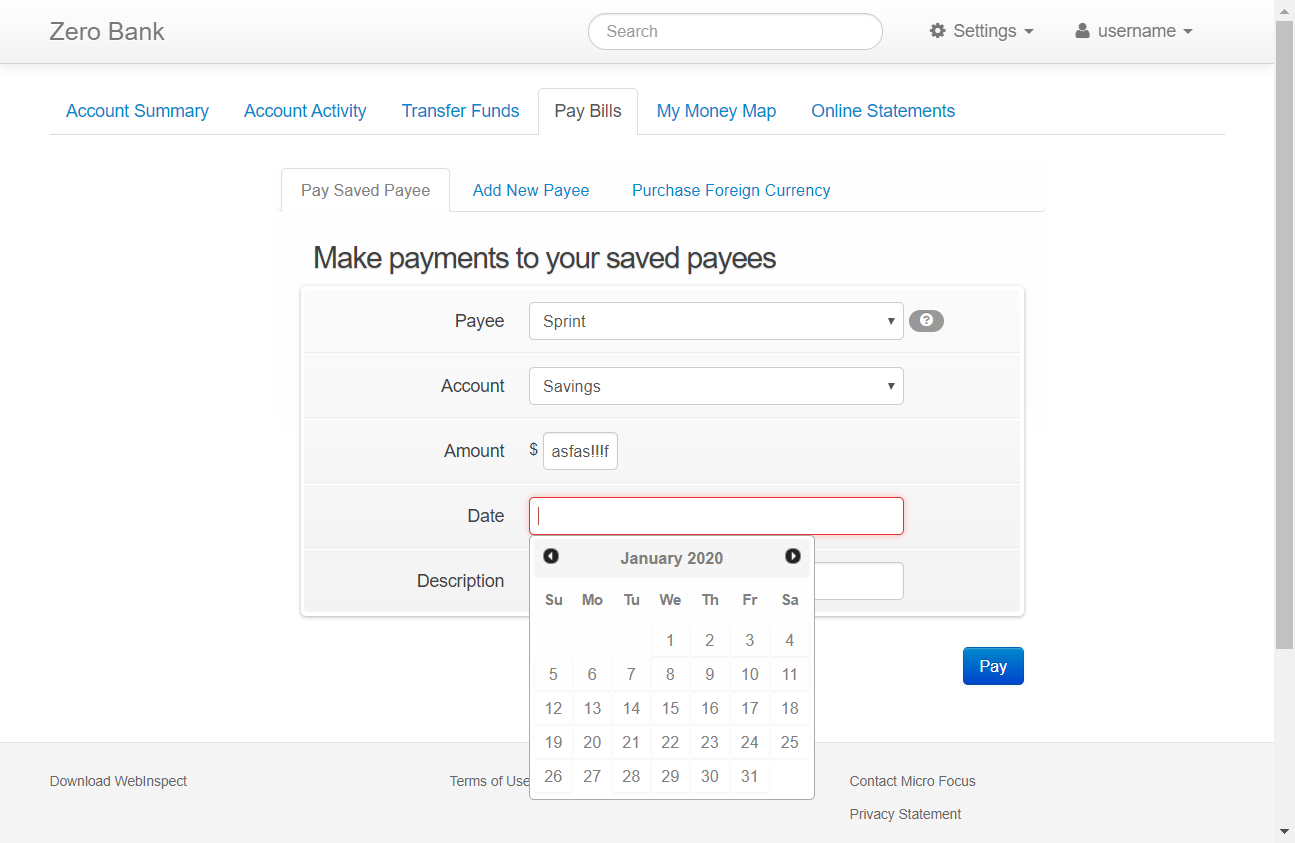 Zero Bank
Search
Settings
username
Account Summary
Account Activity
Transfer Funds
Pay Bills
My Money Map
Online Statements
Pay Saved Payee
Add New Payee
Purchase Foreign Currency
Make payments to your saved payees
Payee
Sprint
?
Account
Savings
Amount
$
asfas!!!f
Date
January 2020
Description
Su Mo Tu We Th Fr Sa
1 2 3 4
5 6 7 8 9 10 11
12 13 14 15 16 17 18
19 20 21 22 23 24 25
26 27 28 29 30 31
Pay
Download WebInspect
Terms of Use
Contact Micro Focus
Privacy Statement